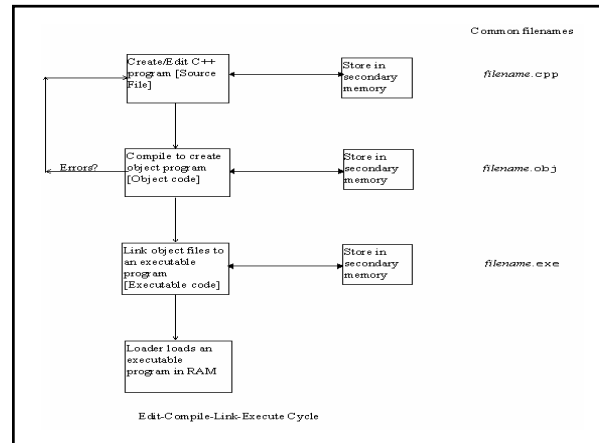 Common filenames
Create/Edit C++
program [Source
File]
Store in
secondary
memory
filename.cpp
Errors?
Compile to create
object program
[Object code]
Store in
secondary
memory
filename.obj
Link object files to
an executable
program
[Executable code]
Store in
secondary
memory
filename.exe
Loader loads an
executable
program in RAM
Edit-Compile-Link-Execute Cycle